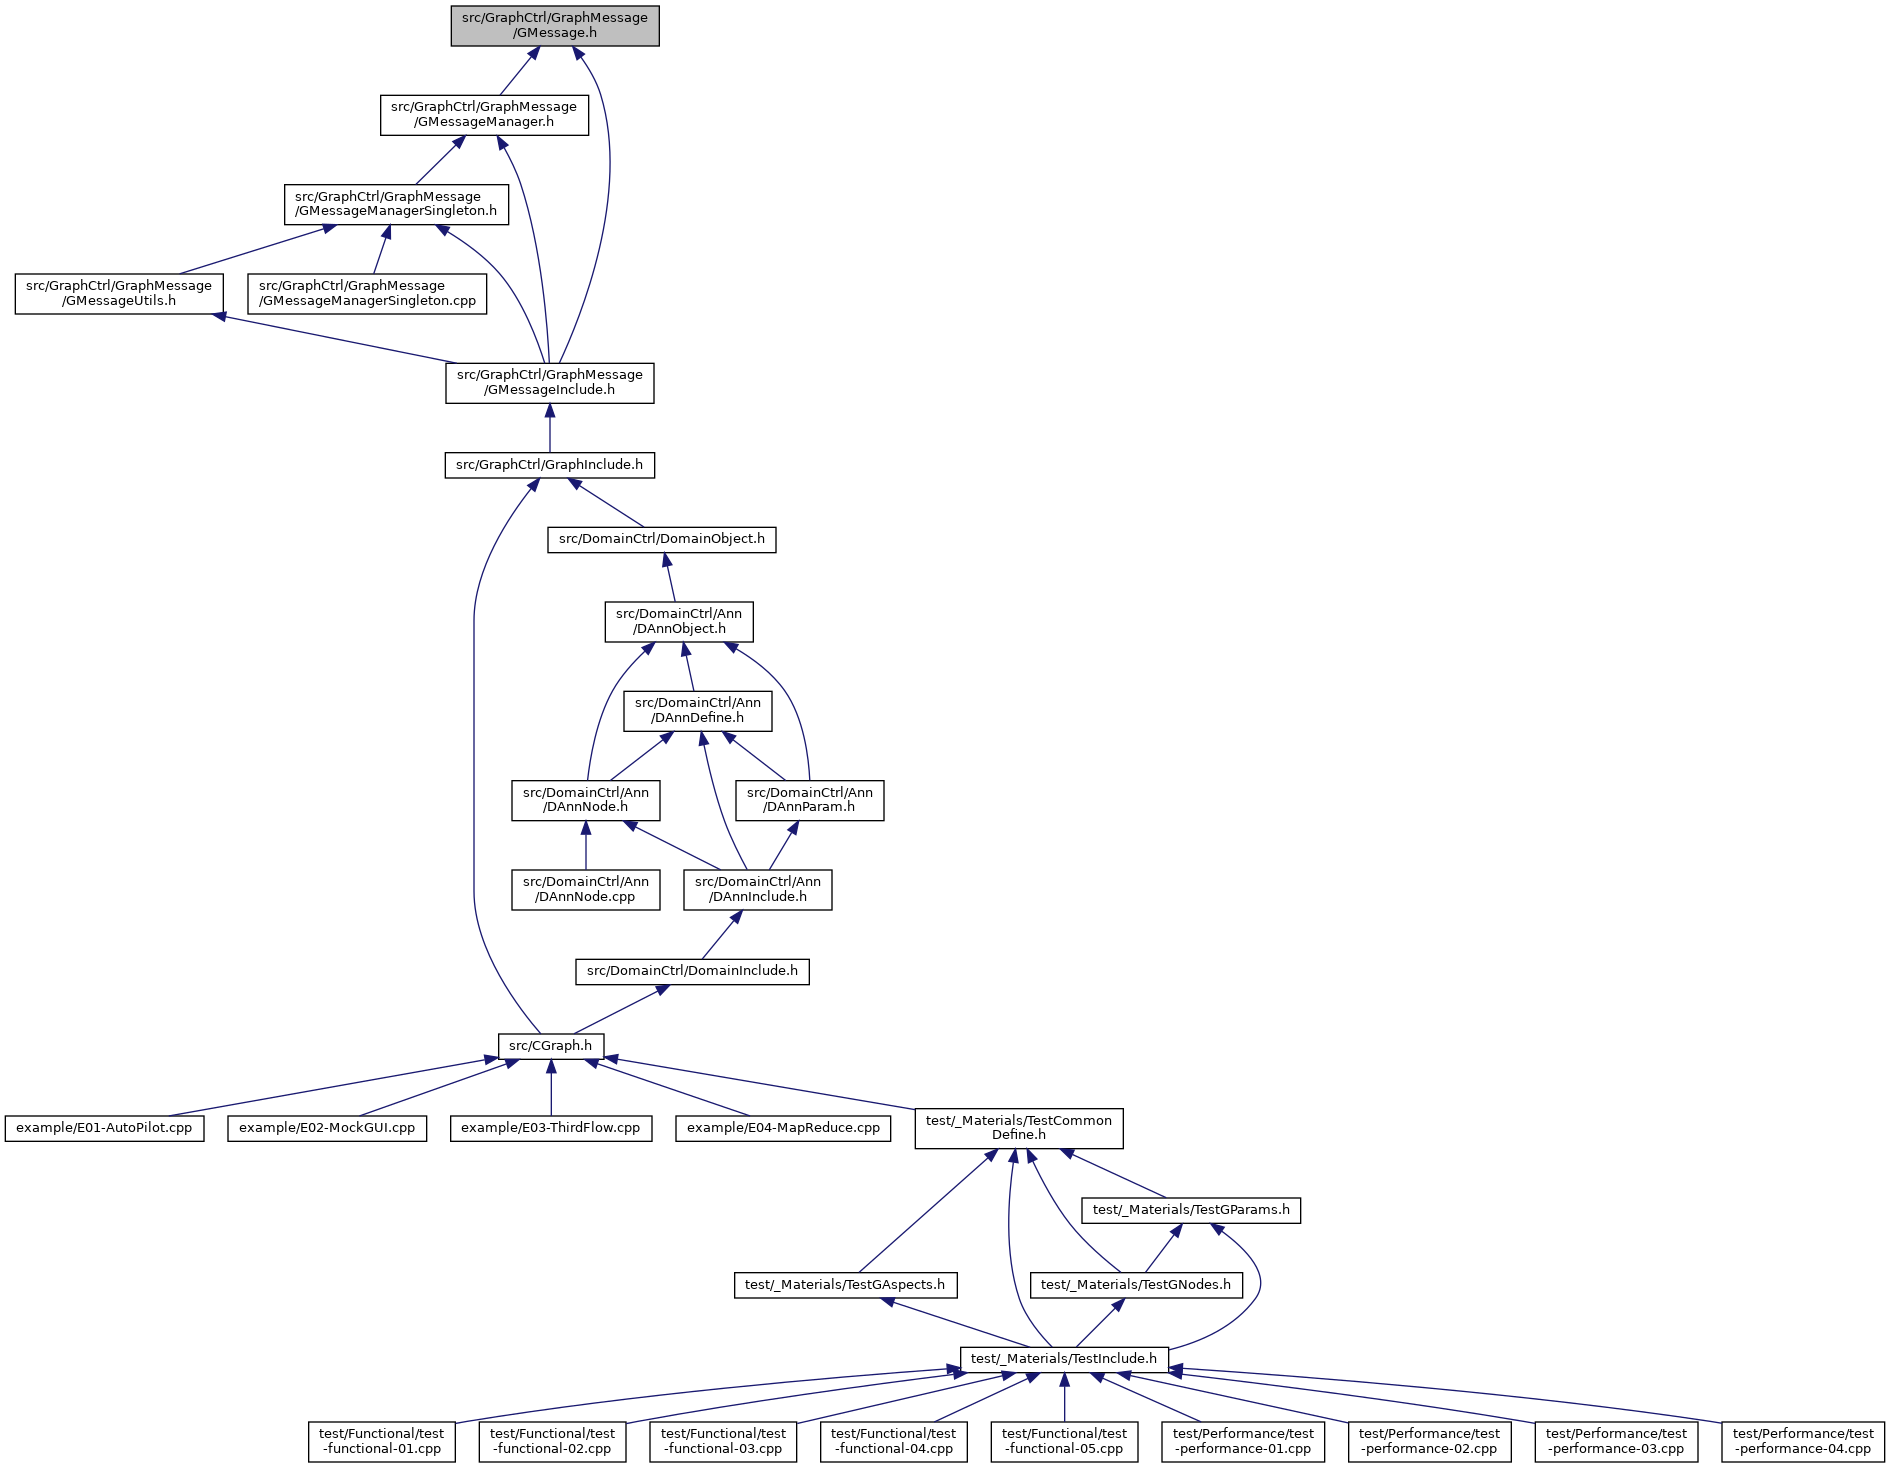 src/GraphCtrl/GraphMessage
/GMessage.h
src/GraphCtrl/GraphMessage
/GMessageManager.h
src/GraphCtrl/GraphMessage
/GMessageManagerSingleton.h
src/GraphCtrl/GraphMessage
/GMessageUtils.h
src/GraphCtrl/GraphMessage
/GMessageManagerSingleton.cpp
src/GraphCtrl/GraphMessage
/GMessageInclude.h
src/GraphCtrl/GraphInclude.h
src/DomainCtrl/DomainObject.h
src/DomainCtrl/Ann
/DAnnObject.h
src/DomainCtrl/Ann
/DAnnDefine.h
src/DomainCtrl/Ann
/DAnnNode.h
src/DomainCtrl/Ann
/DAnnParam.h
src/DomainCtrl/Ann
/DAnnNode.cpp
src/DomainCtrl/Ann
/DAnnInclude.h
src/DomainCtrl/DomainInclude.h
src/CGraph.h
example/E01-AutoPilot.cpp
example/E02-MockGUI.cpp
example/E03-ThirdFlow.cpp
example/E04-MapReduce.cpp
test/_Materials/TestCommon
Define.h
test/_Materials/TestGParams.h
test/_Materials/TestGAspects.h
test/_Materials/TestGNodes.h
test/_Materials/TestInclude.h
test/Functional/test
-functional-01.cpp
test/Functional/test
-functional-02.cpp
test/Functional/test
-functional-03.cpp
test/Functional/test
-functional-04.cpp
test/Functional/test
-functional-05.cpp
test/Performance/test
-performance-01.cpp
test/Performance/test
-performance-02.cpp
test/Performance/test
-performance-03.cpp
test/Performance/test
-performance-04.cpp